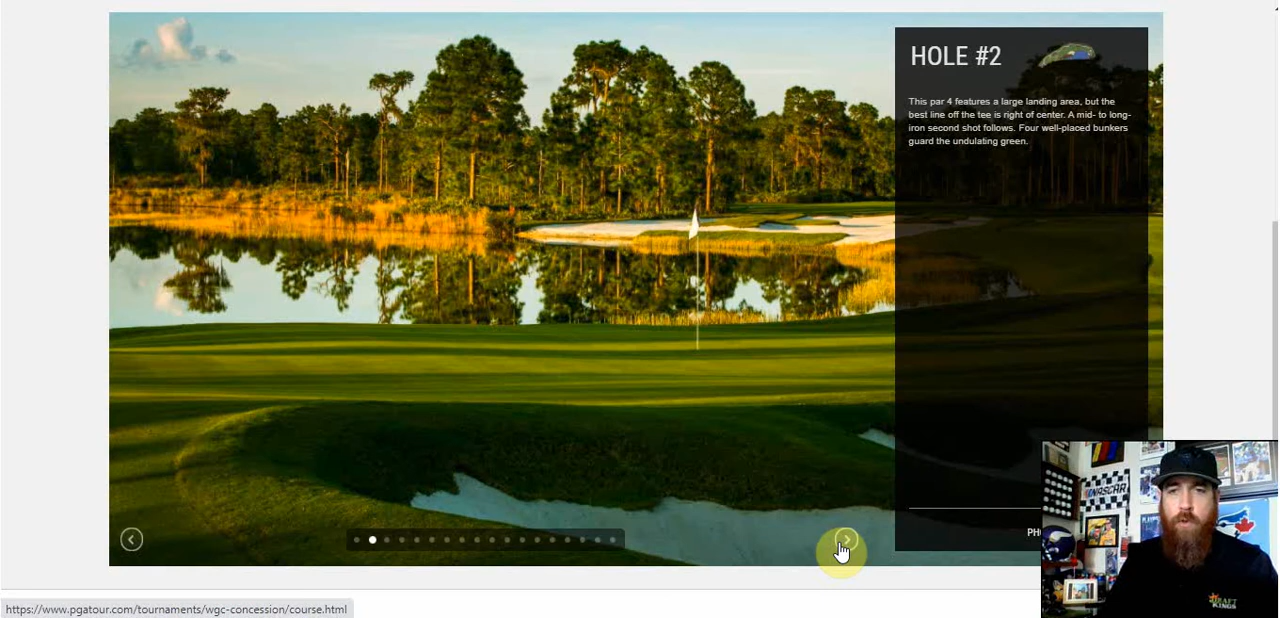 HOLE #2
This par 4 features a large landing area, but the
best line off the tee is right of center. A mid- to long-
iron second shot follows. Four well-placed bunkers
guard the undulating green.
NASCAR
KINGS
https://www.pgatour.com/tournaments/wgc-concession/course.html